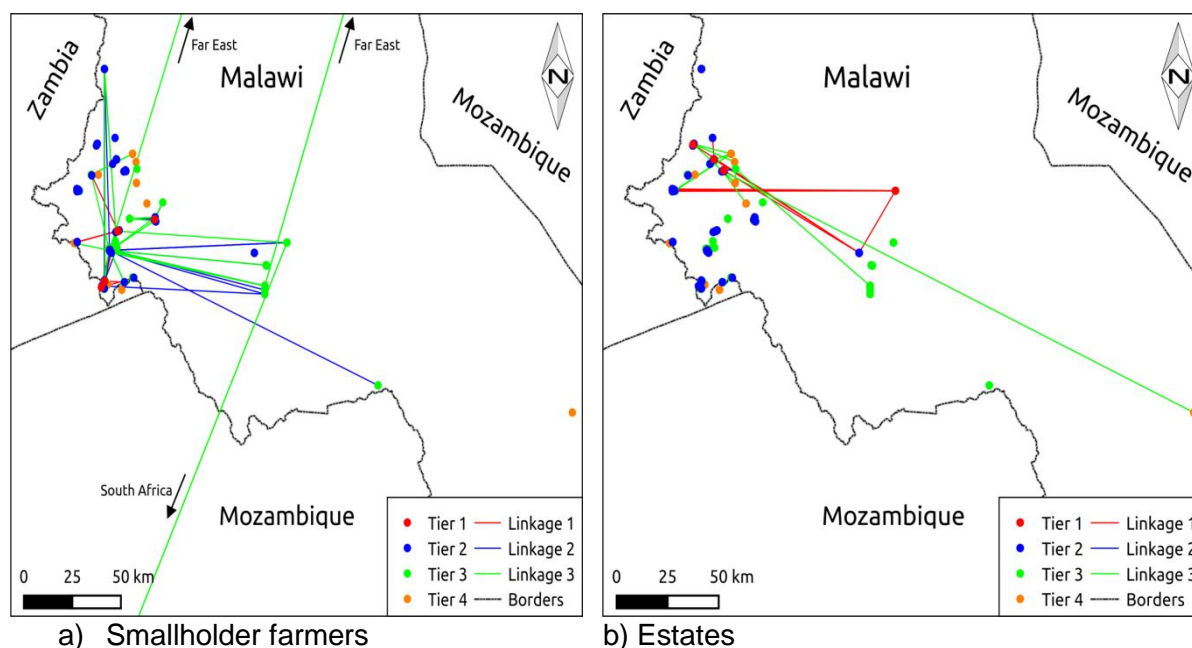 Far East
Far East
Zambia
Malawi
Mozambique
N
South Africa
Mozambique
Tier 1 Linkage 1
Tier 2 Linkage 2
Tier 3 Linkage 3
Tier 4 Borders
0 25 50 km
Zambia
Malawi
Mozambique
N
Mozambique
Tier 1 Linkage 1
Tier 2 Linkage 2
Tier 3 Linkage 3
Tier 4 Borders
0 25 50 km
a) Smallholder farmers
b) Estates